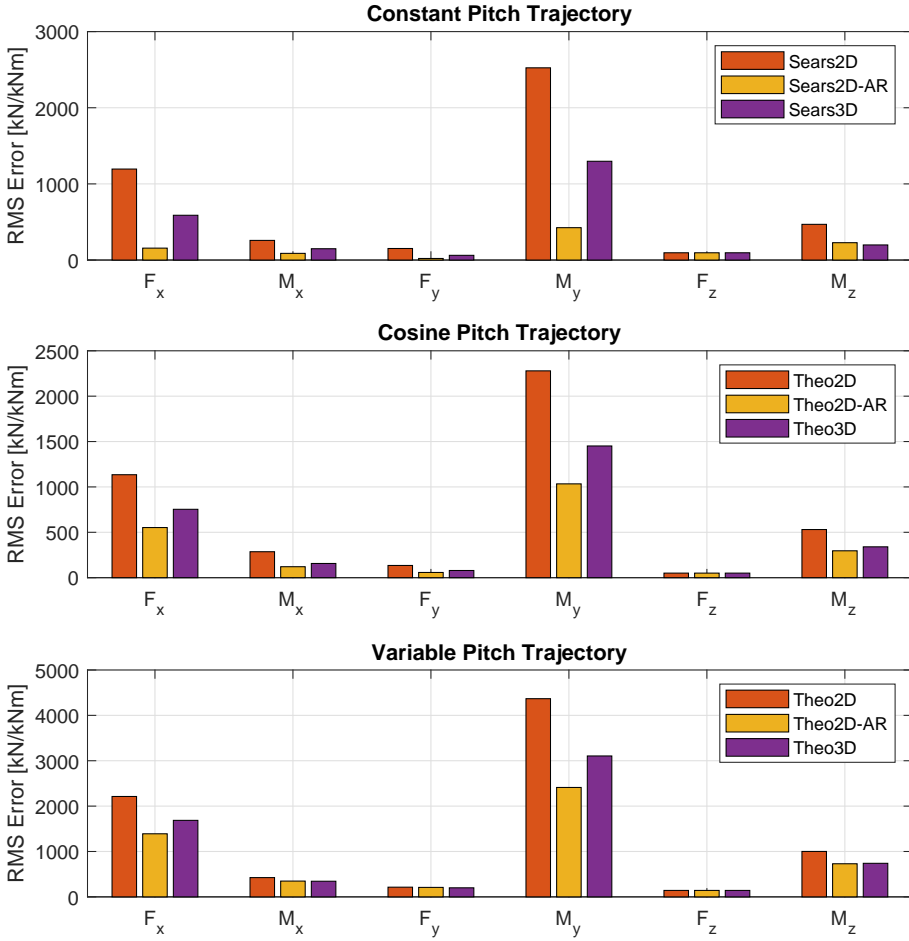 Constant Pitch Trajectory
3000
2000
1000
0
RMS Error [kN/kNm]
Sears2D
Sears2D-AR
Sears3D
F_x M_x F_y M_y F_z M_z
Cosine Pitch Trajectory
2500
2000
1500
1000
500
0
RMS Error [kN/kNm]
Theo2D
Theo2D-AR
Theo3D
F_x M_x F_y M_y F_z M_z
Variable Pitch Trajectory
5000
4000
3000
2000
1000
0
RMS Error [kN/kNm]
Theo2D
Theo2D-AR
Theo3D
F_x M_x F_y M_y F_z M_z